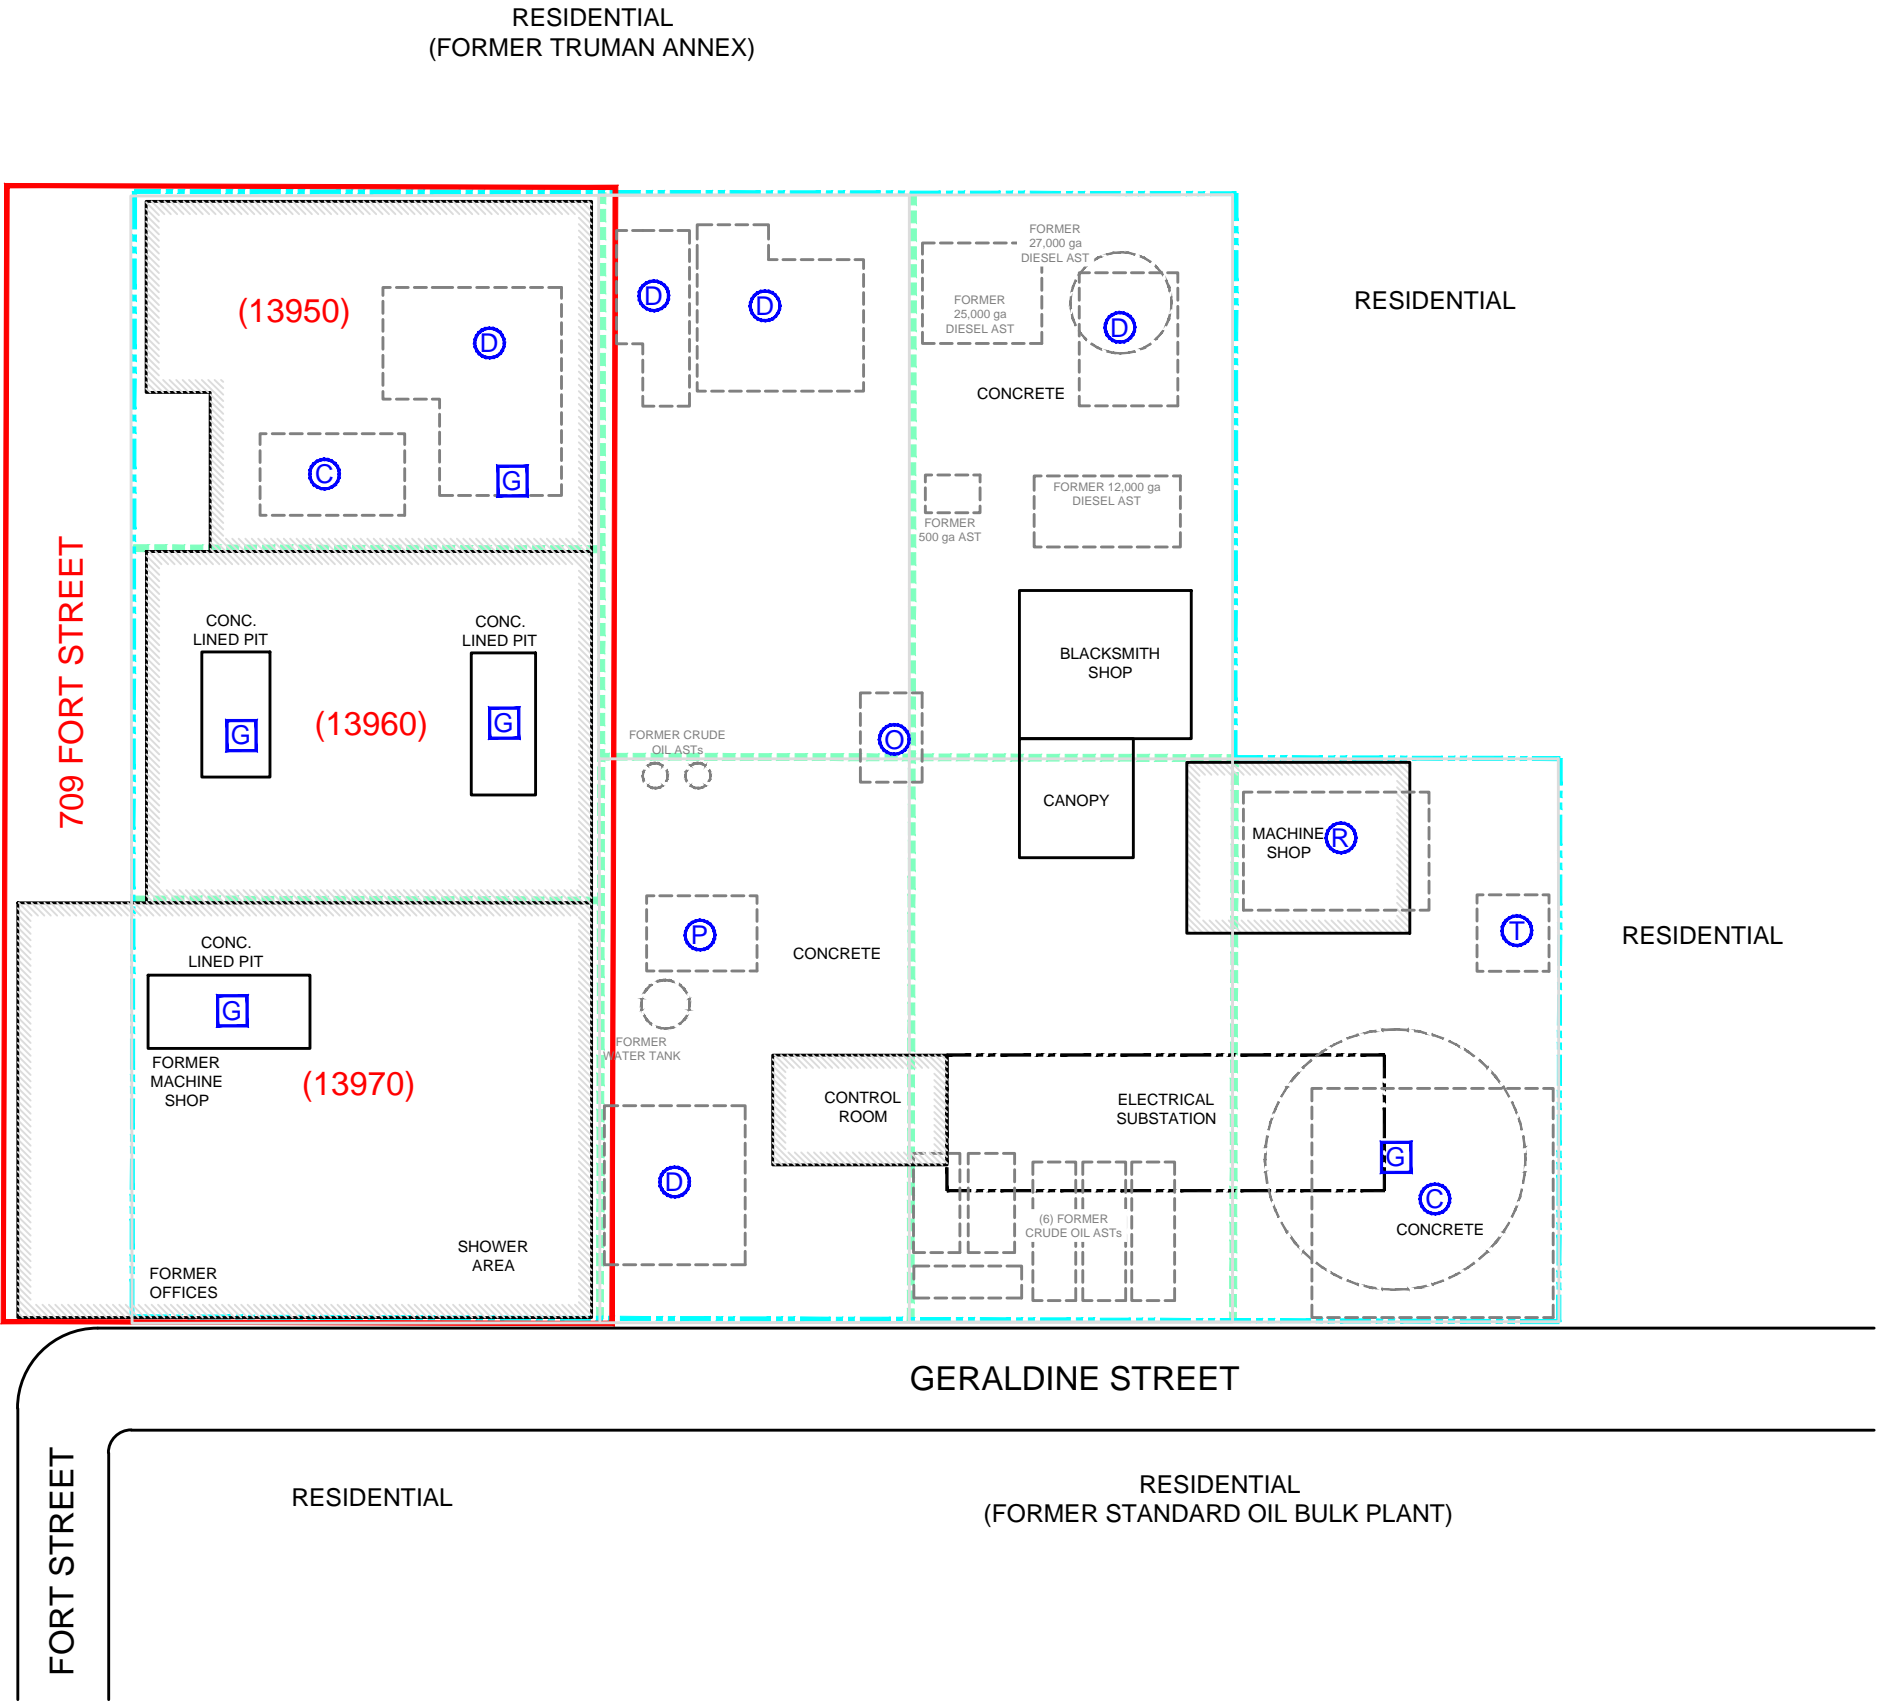 RESIDENTIAL
(FORMER TRUMAN ANNEX)
709 FORT STREET
(13950)
D
C
G
D
D
FORMER
27,000 ga
DIESEL AST
D
FORMER
25,000 ga
DIESEL AST
CONCRETE
RESIDENTIAL
FORMER
500 ga AST
FORMER 12,000 ga
DIESEL AST
CONC.
LINED PIT
G
(13960)
CONC.
LINED PIT
G
BLACKSMITH
SHOP
FORMER CRUDE
OIL ASTs
O
CANOPY
MACHINE
SHOP
R
P
CONCRETE
T
RESIDENTIAL
CONC.
LINED PIT
G
FORMER
MACHINE
SHOP
(13970)
FORMER
WATER TANK
CONTROL
ROOM
ELECTRICAL
SUBSTATION
G
C
CONCRETE
D
(6) FORMER
CRUDE OIL ASTs
SHOWER
AREA
FORMER
OFFICES
GERALDINE STREET
FORT STREET
RESIDENTIAL
RESIDENTIAL
(FORMER STANDARD OIL BULK PLANT)